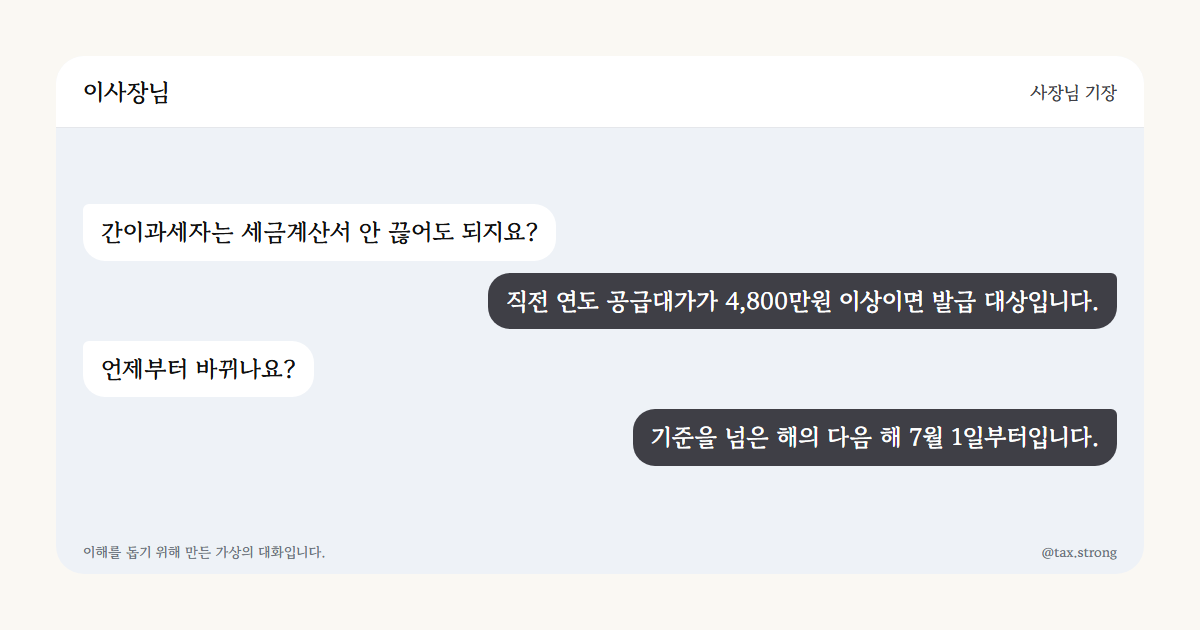 이사장님
사장님 기장
간이과세자는 세금계산서 안 끊어도 되지요?
직전 연도 공급대가가 4,800만원 이상이면 발급 대상입니다.
언제부터 바뀌나요?
기준을 넘은 해의 다음 해 7월 1일부터입니다.
이해를 돕기 위해 만든 가상의 대화입니다.
@tax.strong